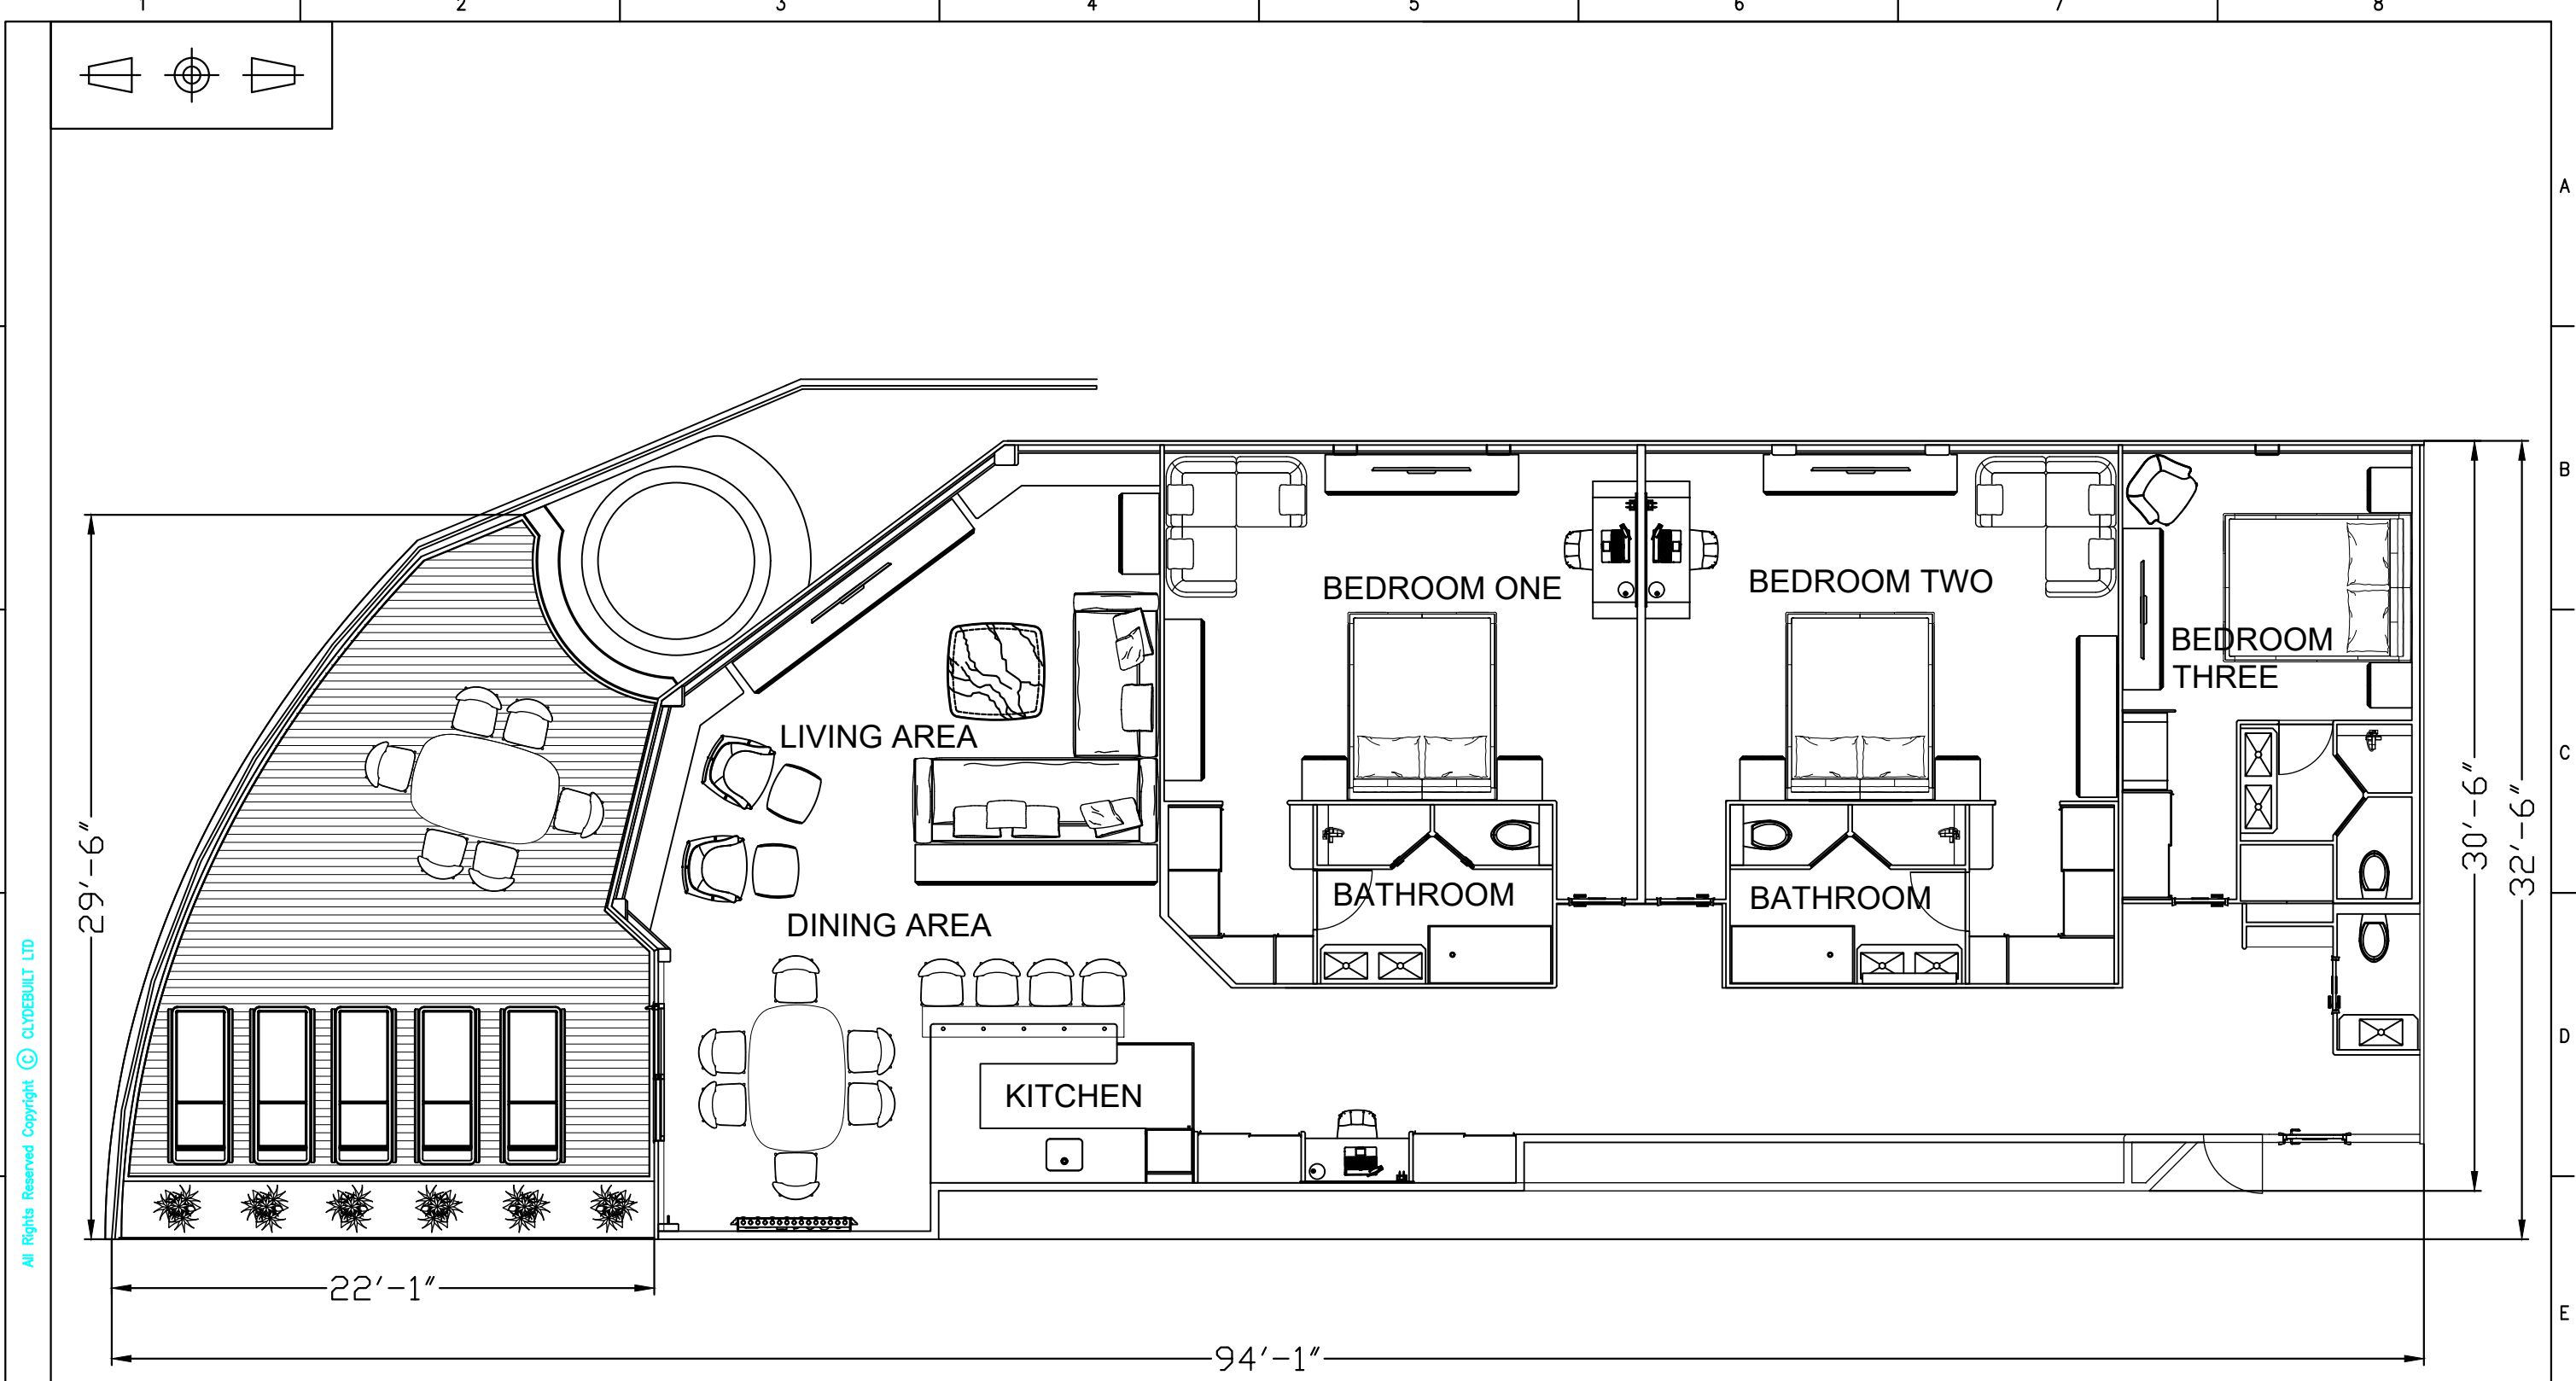 1 2 3 4 5 6 7 8
A
B
C
D
E
BEDROOM ONE
BEDROOM TWO
BEDROOM
THREE
LIVING AREA
DINING AREA
BATHROOM
BATHROOM
KITCHEN
29'-6"
30'-6"
32'-6"
22'-1"
94'-1"
All Rights Reserved Copyright © CLYDEBUILT LTD